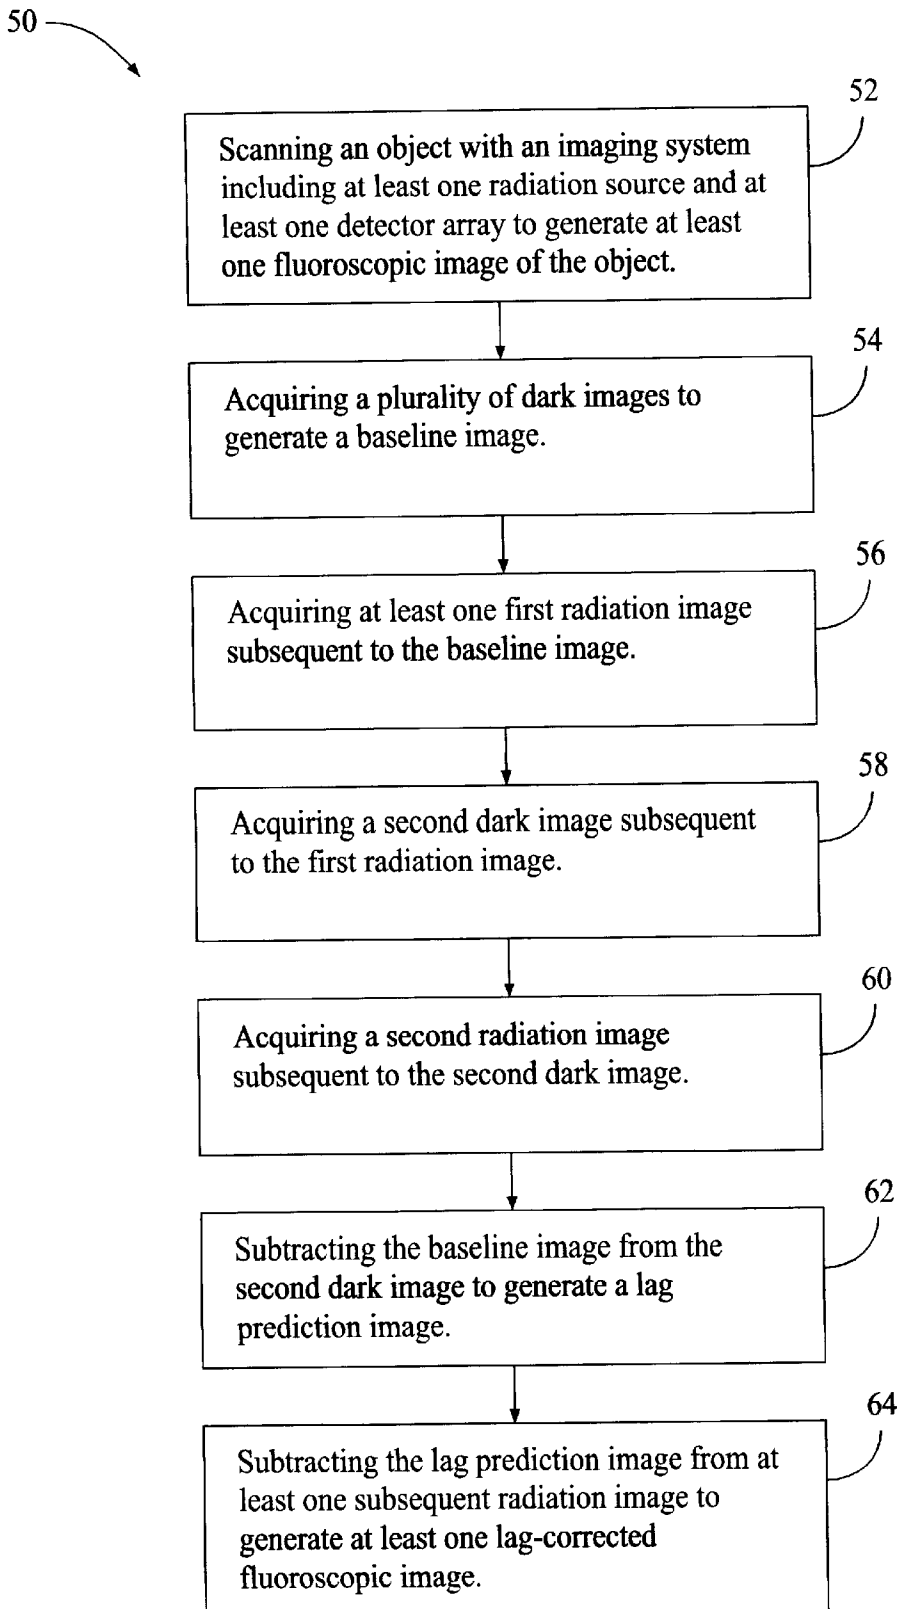 50
52
Scanning an object with an imaging system
including at least one radiation source and at
least one detector array to generate at least
one fluoroscopic image of the object.
54
Acquiring a plurality of dark images to
generate a baseline image.
56
Acquiring at least one first radiation image
subsequent to the baseline image.
58
Acquiring a second dark image subsequent
to the first radiation image.
60
Acquiring a second radiation image
subsequent to the second dark image.
62
Subtracting the baseline image from the
second dark image to generate a lag
prediction image.
64
Subtracting the lag prediction image from at
least one subsequent radiation image to
generate at least one lag-corrected
fluoroscopic image.